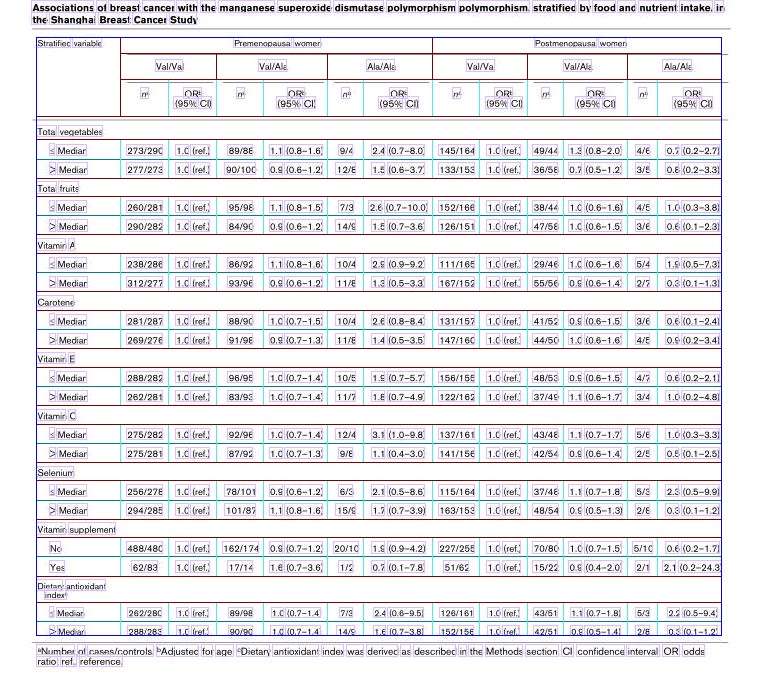 Associations of breast cancer with the manganese superoxide dismutase polymorphism polymorphism, stratified by food and nutrient intake, in
the Shanghai Breast Cancer Study
Stratified variable Premenopausal women Postmenopausal women
Val/Val Val/Ala Ala/Ala Val/Val Val/Ala Ala/Ala
nᵃ ORᵇ (95% CI) nᵃ ORᵇ (95% CI) nᵃ ORᵇ (95% CI) nᵃ ORᵇ (95% CI) nᵃ ORᵇ (95% CI) nᵃ ORᵇ (95% CI)
Total vegetables
≤ Median 273/290 1.0 (ref.) 89/88 1.1 (0.8–1.6) 9/4 2.4 (0.7–8.0) 145/164 1.0 (ref.) 49/44 1.3 (0.8–2.0) 4/6 0.7 (0.2–2.7)
> Median 277/273 1.0 (ref.) 90/100 0.9 (0.6–1.2) 12/8 1.5 (0.6–3.7) 133/153 1.0 (ref.) 36/58 0.7 (0.5–1.2) 3/5 0.6 (0.2–3.3)
Total fruits
≤ Median 260/281 1.0 (ref.) 95/98 1.1 (0.8–1.5) 7/3 2.6 (0.7–10.0) 152/166 1.0 (ref.) 38/44 1.0 (0.6–1.6) 4/5 1.0 (0.3–3.8)
> Median 290/282 1.0 (ref.) 84/90 0.9 (0.6–1.2) 14/9 1.5 (0.7–3.6) 126/151 1.0 (ref.) 47/58 1.0 (0.6–1.5) 3/6 0.6 (0.1–2.3)
Vitamin A
≤ Median 238/286 1.0 (ref.) 86/92 1.1 (0.8–1.6) 10/4 2.9 (0.9–9.2) 111/165 1.0 (ref.) 29/46 1.0 (0.6–1.6) 5/4 1.9 (0.5–7.3)
> Median 312/277 1.0 (ref.) 93/96 0.9 (0.6–1.2) 11/8 1.3 (0.5–3.3) 167/152 1.0 (ref.) 55/56 0.9 (0.6–1.4) 2/7 0.3 (0.1–1.3)
Carotene
≤ Median 281/287 1.0 (ref.) 88/90 1.0 (0.7–1.5) 10/4 2.6 (0.8–8.4) 131/157 1.0 (ref.) 41/52 0.9 (0.6–1.5) 3/6 0.6 (0.1–2.4)
> Median 269/276 1.0 (ref.) 91/98 0.9 (0.7–1.3) 11/8 1.4 (0.5–3.5) 147/160 1.0 (ref.) 44/50 1.0 (0.6–1.6) 4/5 0.9 (0.2–3.4)
Vitamin E
≤ Median 288/282 1.0 (ref.) 96/95 1.0 (0.7–1.4) 10/5 1.9 (0.7–5.7) 156/155 1.0 (ref.) 48/53 0.9 (0.6–1.5) 4/7 0.6 (0.2–2.1)
> Median 262/281 1.0 (ref.) 83/93 1.0 (0.7–1.4) 11/7 1.8 (0.7–4.9) 122/162 1.0 (ref.) 37/49 1.1 (0.6–1.7) 3/4 1.0 (0.2–4.8)
Vitamin C
≤ Median 275/282 1.0 (ref.) 92/96 1.0 (0.7–1.4) 12/4 3.1 (1.0–9.8) 137/161 1.0 (ref.) 43/48 1.1 (0.7–1.7) 5/6 1.0 (0.3–3.3)
> Median 275/281 1.0 (ref.) 87/92 1.0 (0.7–1.3) 9/8 1.1 (0.4–3.0) 141/156 1.0 (ref.) 42/54 0.9 (0.6–1.4) 2/5 0.5 (0.1–2.5)
Selenium
≤ Median 256/278 1.0 (ref.) 78/101 0.9 (0.6–1.2) 6/3 2.1 (0.5–8.6) 115/164 1.0 (ref.) 37/48 1.1 (0.7–1.8) 5/3 2.3 (0.5–9.9)
> Median 294/285 1.0 (ref.) 101/87 1.1 (0.8–1.6) 15/9 1.7 (0.7–3.9) 163/153 1.0 (ref.) 48/54 0.9 (0.5–1.3) 2/8 0.3 (0.1–1.2)
Vitamin supplement
No 488/480 1.0 (ref.) 162/174 0.9 (0.7–1.2) 20/10 1.9 (0.9–4.2) 227/255 1.0 (ref.) 70/80 1.0 (0.7–1.5) 5/10 0.6 (0.2–1.7)
Yes 62/83 1.0 (ref.) 17/14 1.6 (0.7–3.6) 1/2 0.7 (0.1–7.8) 51/62 1.0 (ref.) 15/22 0.9 (0.4–2.0) 2/1 2.1 (0.2–24.3)
Dietary antioxidant
indexᶜ
≤ Median 262/280 1.0 (ref.) 89/98 1.0 (0.7–1.4) 7/3 2.4 (0.6–9.5) 126/161 1.0 (ref.) 43/51 1.1 (0.7–1.8) 5/3 2.2 (0.5–9.4)
> Median 288/283 1.0 (ref.) 90/90 1.0 (0.7–1.4) 14/9 1.6 (0.7–3.8) 152/156 1.0 (ref.) 42/51 0.9 (0.5–1.4) 2/8 0.3 (0.1–1.2)
ᵃNumber of cases/controls. ᵇAdjusted for age. ᶜDietary antioxidant index was derived as described in the Methods section. CI confidence interval; OR odds
ratio; ref., reference.